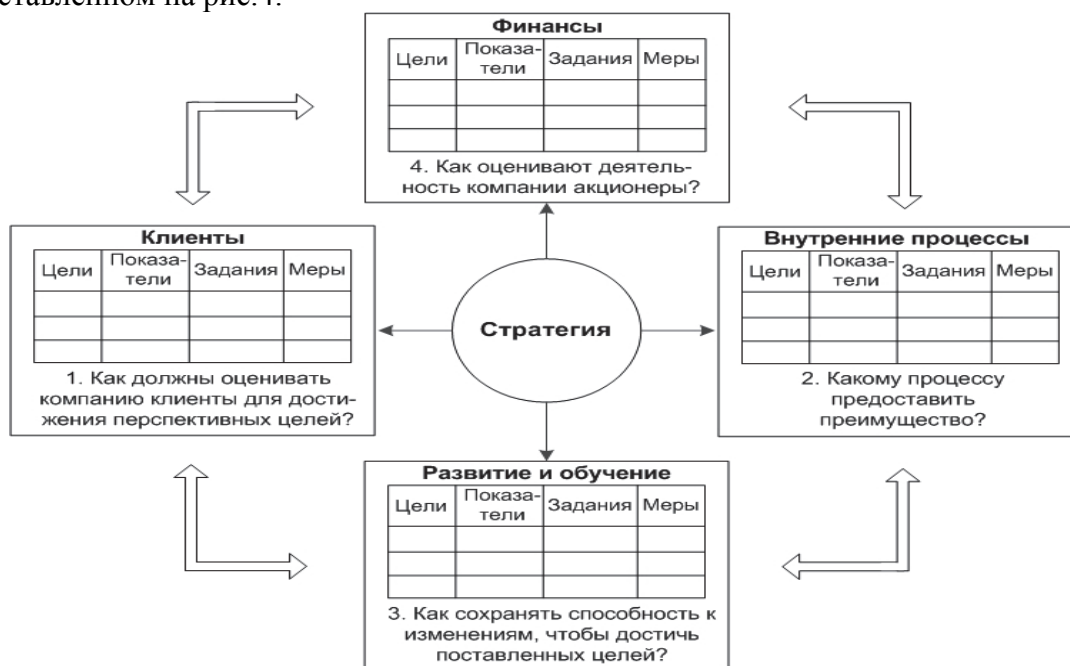 ставленном на рис.4.
Финансы
Цели Показа-
тели Задания Меры
4. Как оценивают деятель-
ность компании акционеры?
Клиенты
Цели Показа-
тели Задания Меры
1. Как должны оценивать
компанию клиенты для дости-
жения перспективных целей?
Стратегия
Внутренние процессы
Цели Показа-
тели Задания Меры
2. Какому процессу
предоставить
преимущество?
Развитие и обучение
Цели Показа-
тели Задания Меры
3. Как сохранять способность к
изменениям, чтобы достичь
поставленных целей?